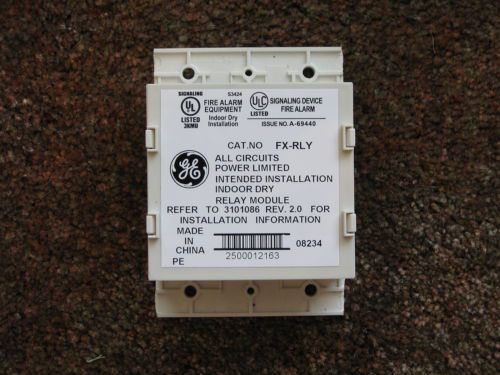 SIGNALING
UL
LISTED
3KMU
S3424
FIRE ALARM
EQUIPMENT
Indoor Dry
Installation
ULC
LISTED
SIGNALING DEVICE
FIRE ALARM
ISSUE NO. A-69440
CAT.NO FX-RLY
GE
ALL CIRCUITS
POWER LIMITED
INTENDED INSTALLATION
INDOOR DRY
RELAY MODULE
REFER TO 3101086 REV. 2.0 FOR
INSTALLATION INFORMATION
MADE
IN
CHINA
PE
08234
2500012163